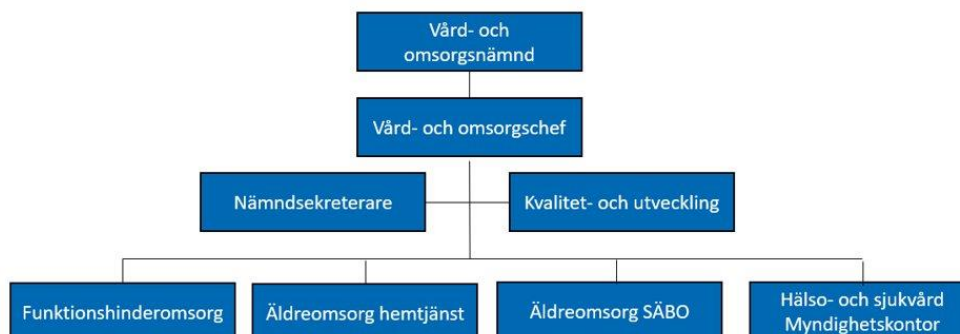 Vård- och
omsorgsnämnd
Vård- och omsorgschef
Nämndsekreterare
Kvalitet- och utveckling
Funktionshinderomsorg
Äldreomsorg hemtjänst
Äldreomsorg SÄBO
Hälso- och sjukvård
Myndighetskontor